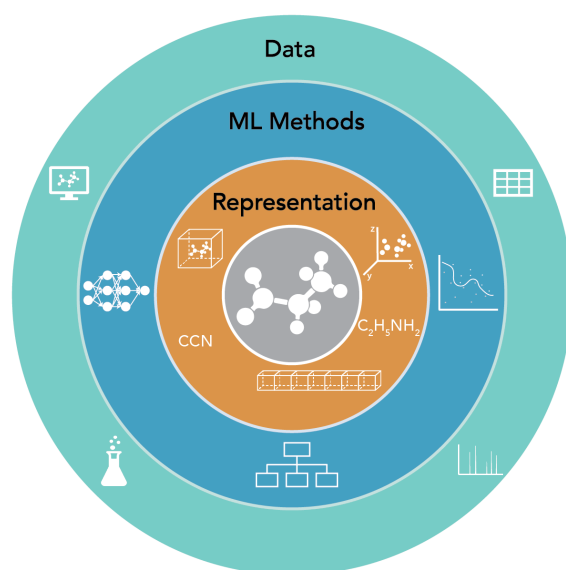 Data
ML Methods
Representation
z
y
x
CCN
C₂H₅NH₂